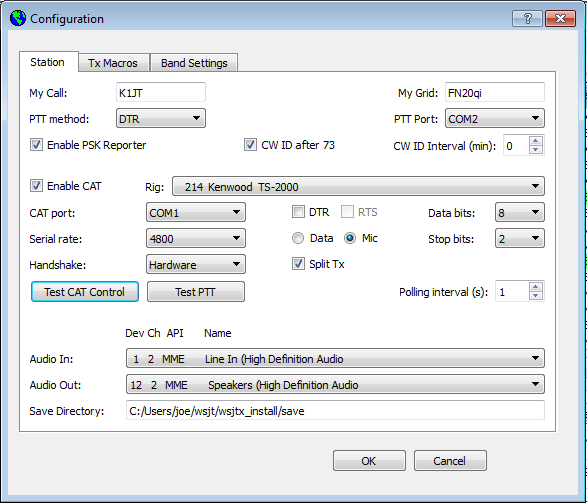 Configuration
Station Tx Macros Band Settings
My Call: K1JT My Grid: FN20qi
PTT method: DTR PTT Port: COM2
Enable PSK Reporter CW ID after 73 CW ID Interval (min): 0
Enable CAT Rig: 214 Kenwood TS-2000
CAT port: COM1 DTR RTS Data bits: 8
Serial rate: 4800 Data Mic Stop bits: 2
Handshake: Hardware Split Tx
Test CAT Control Test PTT Polling interval (s): 1
Dev Ch API Name
Audio In: 1 2 MME Line In (High Definition Audio
Audio Out: 12 2 MME Speakers (High Definition Audio
Save Directory: C:/Users/joe/wsjt/wsjtx_install/save
OK Cancel